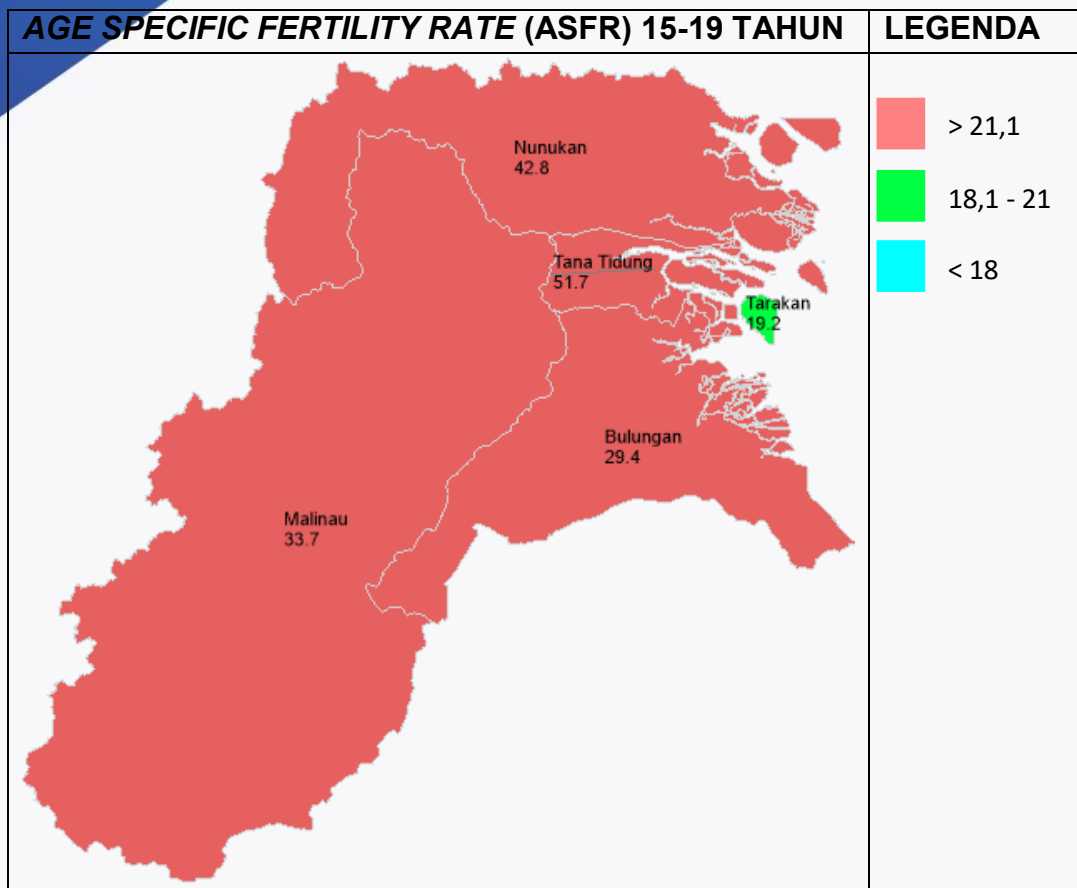 AGE SPECIFIC FERTILITY RATE (ASFR) 15-19 TAHUN
LEGENDA
> 21,1
18,1 - 21
< 18
Nunukan
42.8
Tana Tidung
51.7
Tarakan
19.2
Bulungan
29.4
Malinau
33.7